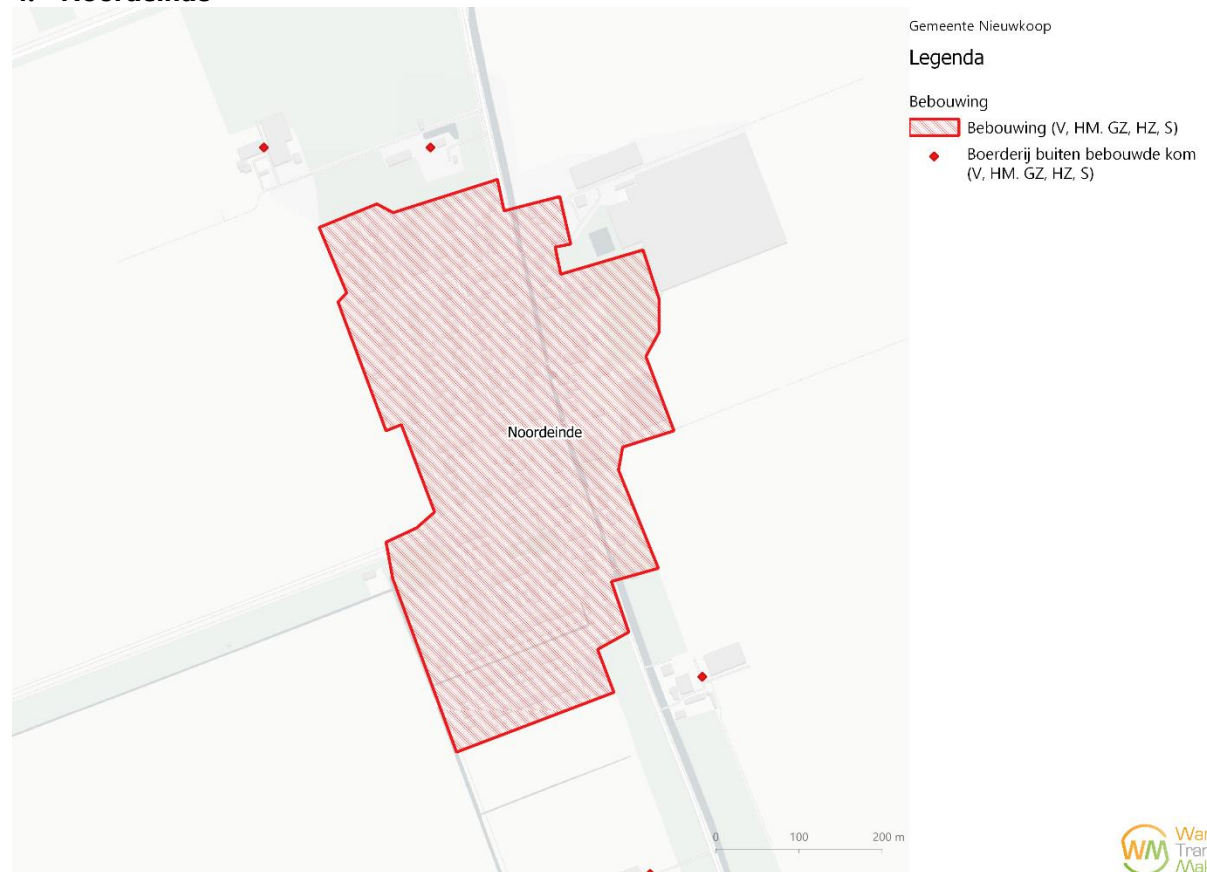 Gemeente Nieuwkoop
Legenda
Bebouwing
Bebouwing (V, HM. GZ, HZ, S)
Boerderij buiten bebouwde kom
(V, HM. GZ, HZ, S)
Noordeinde
0 100 200 m
WM